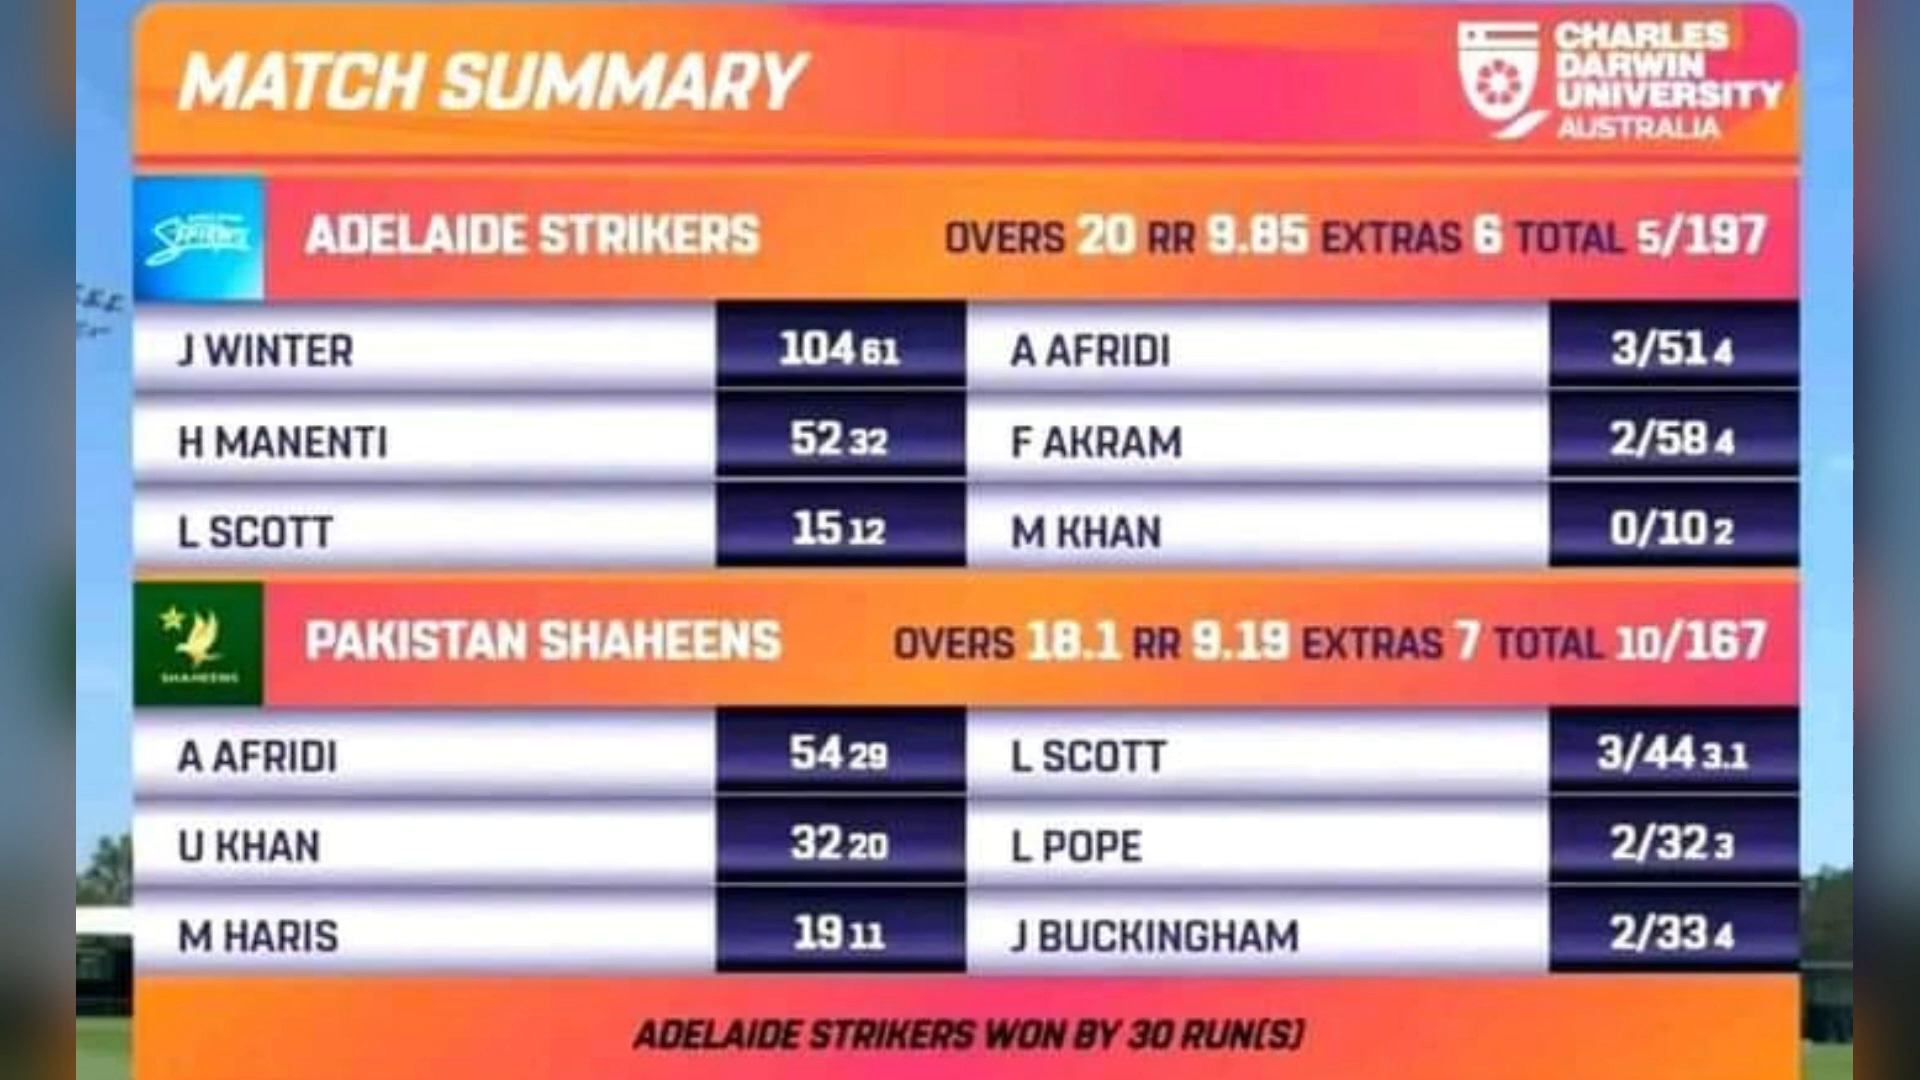 MATCH SUMMARY
CHARLES
DARWIN
UNIVERSITY
AUSTRALIA
ADELAIDE STRIKERS OVERS 20 RR 9.85 EXTRAS 6 TOTAL 5/197
J WINTER 104 61 A AFRIDI 3/51 4
H MANENTI 52 32 F AKRAM 2/58 4
L SCOTT 15 12 M KHAN 0/10 2
SHAHEENS
PAKISTAN SHAHEENS OVERS 18.1 RR 9.19 EXTRAS 7 TOTAL 10/167
A AFRIDI 54 29 L SCOTT 3/44 3.1
U KHAN 32 20 L POPE 2/32 3
M HARIS 19 11 J BUCKINGHAM 2/33 4
ADELAIDE STRIKERS WON BY 30 RUN(S)